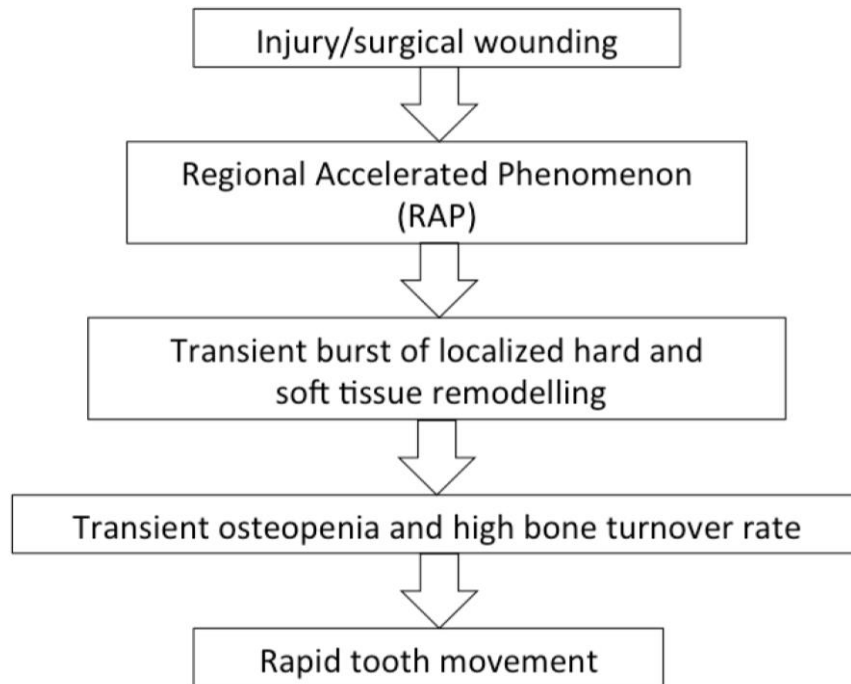 Injury/surgical wounding
Regional Accelerated Phenomenon
(RAP)
Transient burst of localized hard and
soft tissue remodelling
Transient osteopenia and high bone turnover rate
Rapid tooth movement